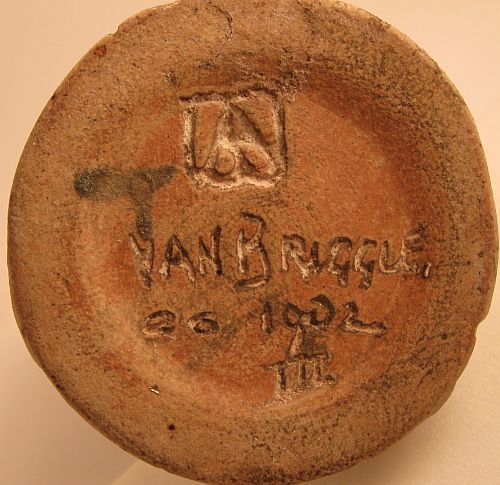 VAN BRIGGLE.
26 1902
III